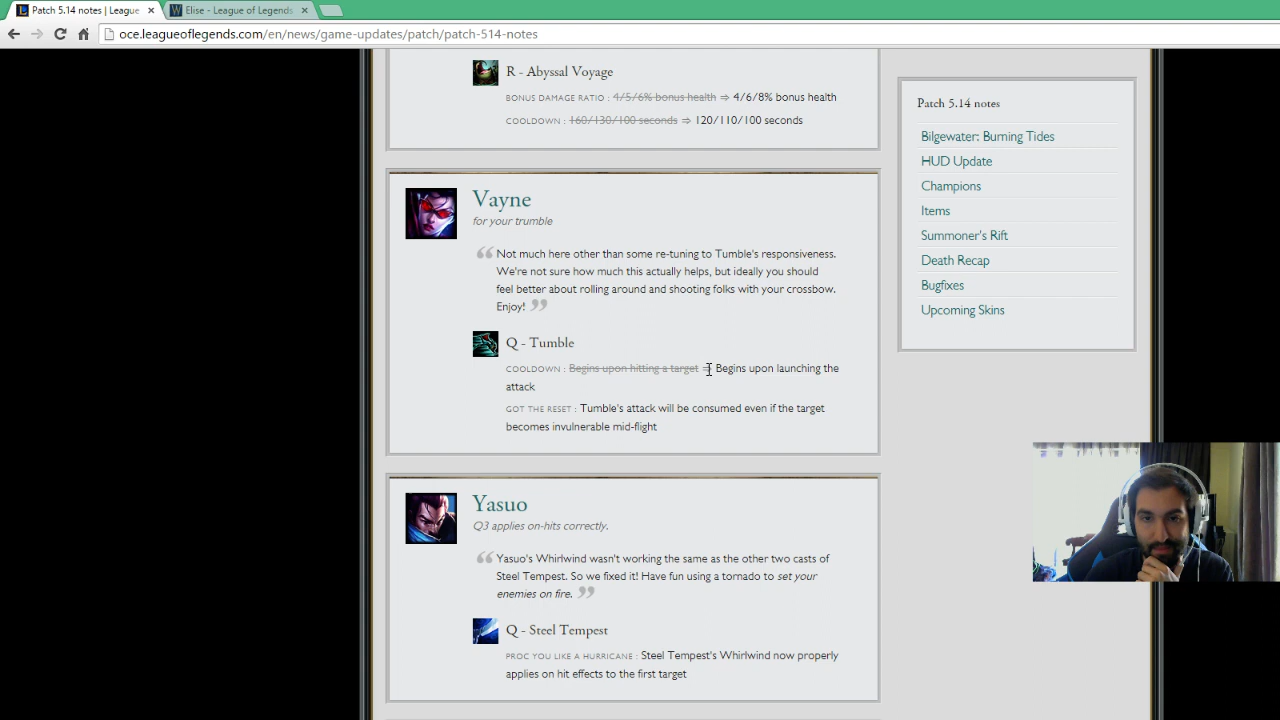 Patch 5.14 notes | League
Elise - League of Legends
oce.leagueoflegends.com/en/news/game-updates/patch/patch-514-notes
R - Abyssal Voyage
BONUS DAMAGE RATIO : 4/5/6% bonus health ⇒ 4/6/8% bonus health
COOLDOWN : 160/130/100 seconds ⇒ 120/110/100 seconds
Vayne
for your trumble
Not much here other than some re-tuning to Tumble's responsiveness.
We're not sure how much this actually helps, but ideally you should
feel better about rolling around and shooting folks with your crossbow.
Enjoy!
Q - Tumble
COOLDOWN : Begins upon hitting a target ⇒ Begins upon launching the
attack
GOT THE RESET : Tumble's attack will be consumed even if the target
becomes invulnerable mid-flight
Yasuo
Q3 applies on-hits correctly.
Yasuo's Whirlwind wasn't working the same as the other two casts of
Steel Tempest. So we fixed it! Have fun using a tornado to set your
enemies on fire.
Q - Steel Tempest
PROC YOU LIKE A HURRICANE : Steel Tempest's Whirlwind now properly
applies on hit effects to the first target
Patch 5.14 notes
Bilgewater: Burning Tides
HUD Update
Champions
Items
Summoner's Rift
Death Recap
Bugfixes
Upcoming Skins